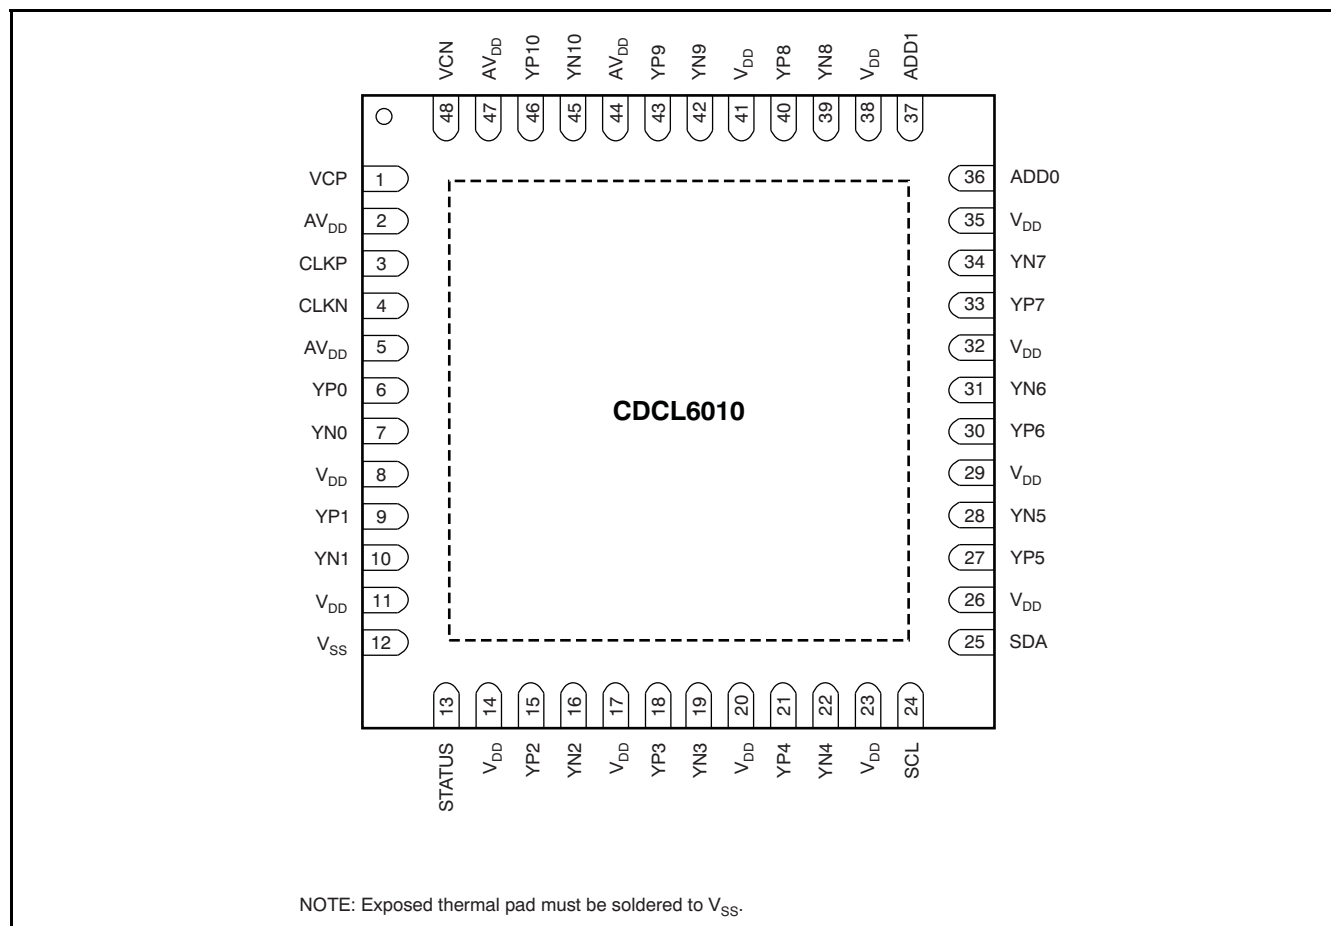 VCN AVDD YP10 YN10 AVDD YP9 YN9 VDD YP8 YN8 VDD ADD1
48 47 46 45 44 43 42 41 40 39 38 37
VCP 1 36 ADD0
AVDD 2 35 VDD
CLKP 3 34 YN7
CLKN 4 33 YP7
AVDD 5 32 VDD
YP0 6 31 YN6
CDCL6010
YN0 7 30 YP6
VDD 8 29 VDD
YP1 9 28 YN5
YN1 10 27 YP5
VDD 11 26 VDD
VSS 12 25 SDA
13 14 15 16 17 18 19 20 21 22 23 24
STATUS VDD YP2 YN2 VDD YP3 YN3 VDD YP4 YN4 VDD SCL
NOTE: Exposed thermal pad must be soldered to VSS.